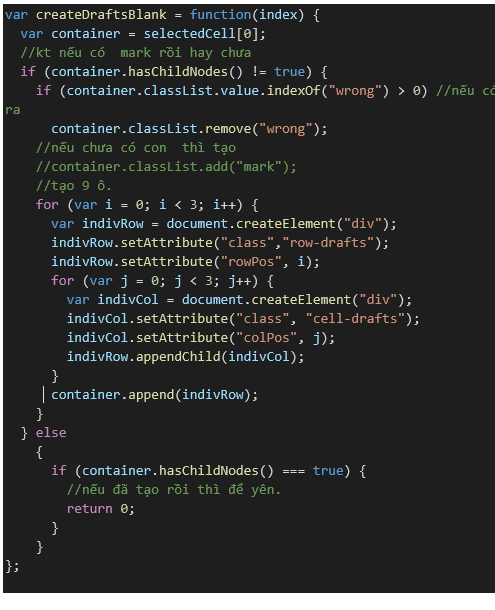 var createDraftsBlank = function(index) {
var container = selectedCell[0];
//kt nếu có  mark rồi hay chưa
if (container.hasChildNodes() != true) {
if (container.classList.value.indexOf("wrong") > 0) //nếu có
ra
container.classList.remove("wrong");
//nếu chưa có con  thì tạo
//container.classList.add("mark");
//tạo 9 ô.
for (var i = 0; i < 3; i++) {
var indivRow = document.createElement("div");
indivRow.setAttribute("class","row-drafts");
indivRow.setAttribute("rowPos", i);
for (var j = 0; j < 3; j++) {
var indivCol = document.createElement("div");
indivCol.setAttribute("class", "cell-drafts");
indivCol.setAttribute("colPos", j);
indivRow.appendChild(indivCol);
}
container.append(indivRow);
}
} else
{
if (container.hasChildNodes() === true) {
//nếu đã tạo rồi thì để yên.
return 0;
}
}
};